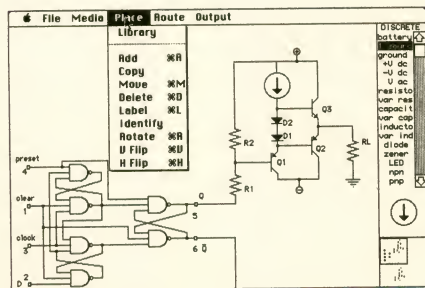 File Medio Place Route Output
Library
Add ⌘A
Copy
Move ⌘M
Delete ⌘D
Label ⌘L
Identify
Rotate ⌘R
V Flip ⌘V
H Flip ⌘H
DISCRETE
battery
ground
+V dc
-V dc
V ac
resisto
var res
capacit
var cap
inducto
var ind
diode
zener
LED
npn
pnp
Q3
D2
D1
Q2
Q1
R2
R1
RL
preset
4
clear
1
clock
3
D 2
Q
5
6 Q̅